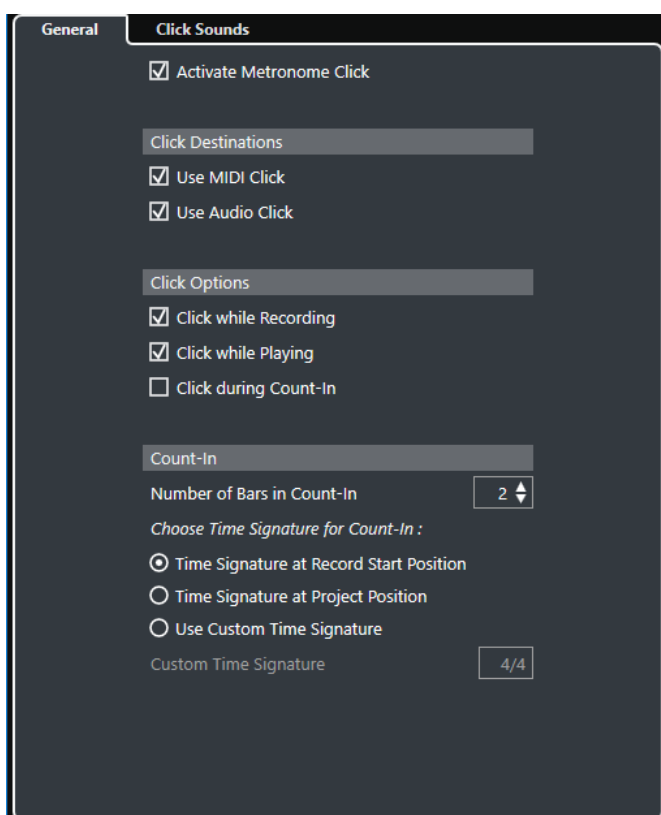 General Click Sounds
Activate Metronome Click
Click Destinations
Use MIDI Click
Use Audio Click
Click Options
Click while Recording
Click while Playing
Click during Count-In
Count-In
Number of Bars in Count-In 2
Choose Time Signature for Count-In :
Time Signature at Record Start Position
Time Signature at Project Position
Use Custom Time Signature
Custom Time Signature 4/4